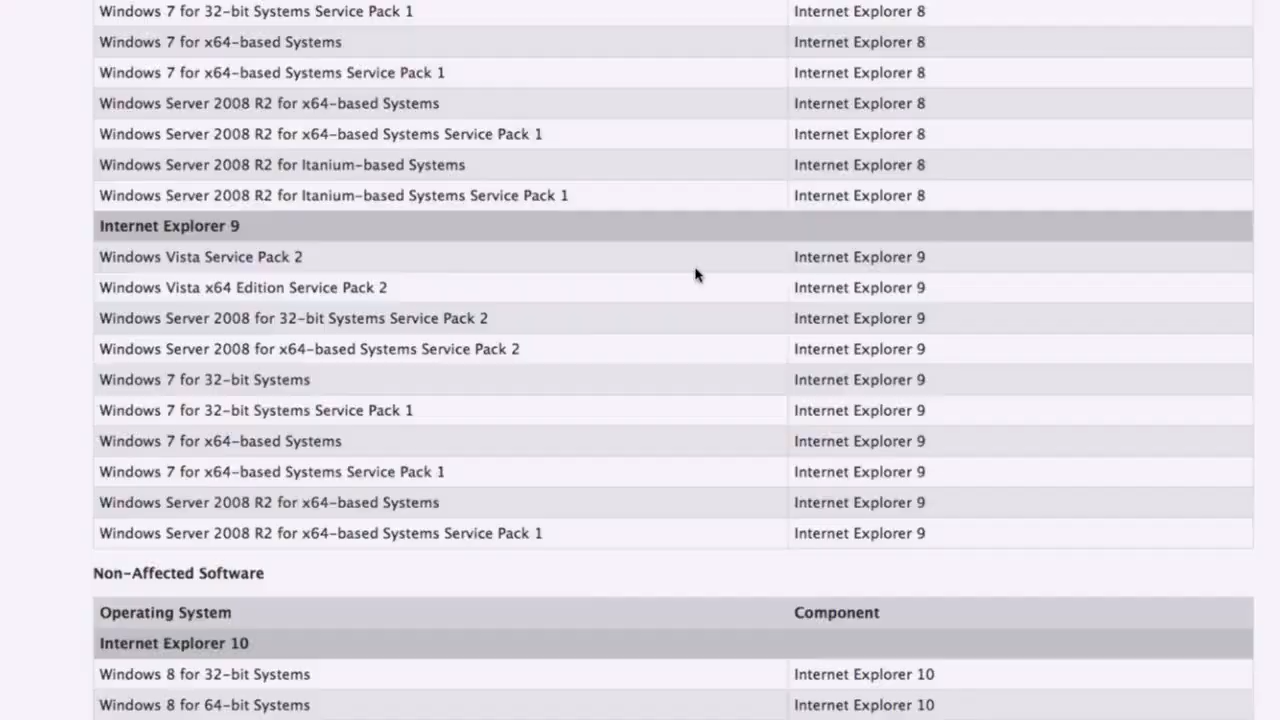 Windows 7 for 32-bit Systems Service Pack 1 Internet Explorer 8
Windows 7 for x64-based Systems Internet Explorer 8
Windows 7 for x64-based Systems Service Pack 1 Internet Explorer 8
Windows Server 2008 R2 for x64-based Systems Internet Explorer 8
Windows Server 2008 R2 for x64-based Systems Service Pack 1 Internet Explorer 8
Windows Server 2008 R2 for Itanium-based Systems Internet Explorer 8
Windows Server 2008 R2 for Itanium-based Systems Service Pack 1 Internet Explorer 8
Internet Explorer 9
Windows Vista Service Pack 2 Internet Explorer 9
Windows Vista x64 Edition Service Pack 2 Internet Explorer 9
Windows Server 2008 for 32-bit Systems Service Pack 2 Internet Explorer 9
Windows Server 2008 for x64-based Systems Service Pack 2 Internet Explorer 9
Windows 7 for 32-bit Systems Internet Explorer 9
Windows 7 for 32-bit Systems Service Pack 1 Internet Explorer 9
Windows 7 for x64-based Systems Internet Explorer 9
Windows 7 for x64-based Systems Service Pack 1 Internet Explorer 9
Windows Server 2008 R2 for x64-based Systems Internet Explorer 9
Windows Server 2008 R2 for x64-based Systems Service Pack 1 Internet Explorer 9
Non-Affected Software
Operating System Component
Internet Explorer 10
Windows 8 for 32-bit Systems Internet Explorer 10
Windows 8 for 64-bit Systems Internet Explorer 10